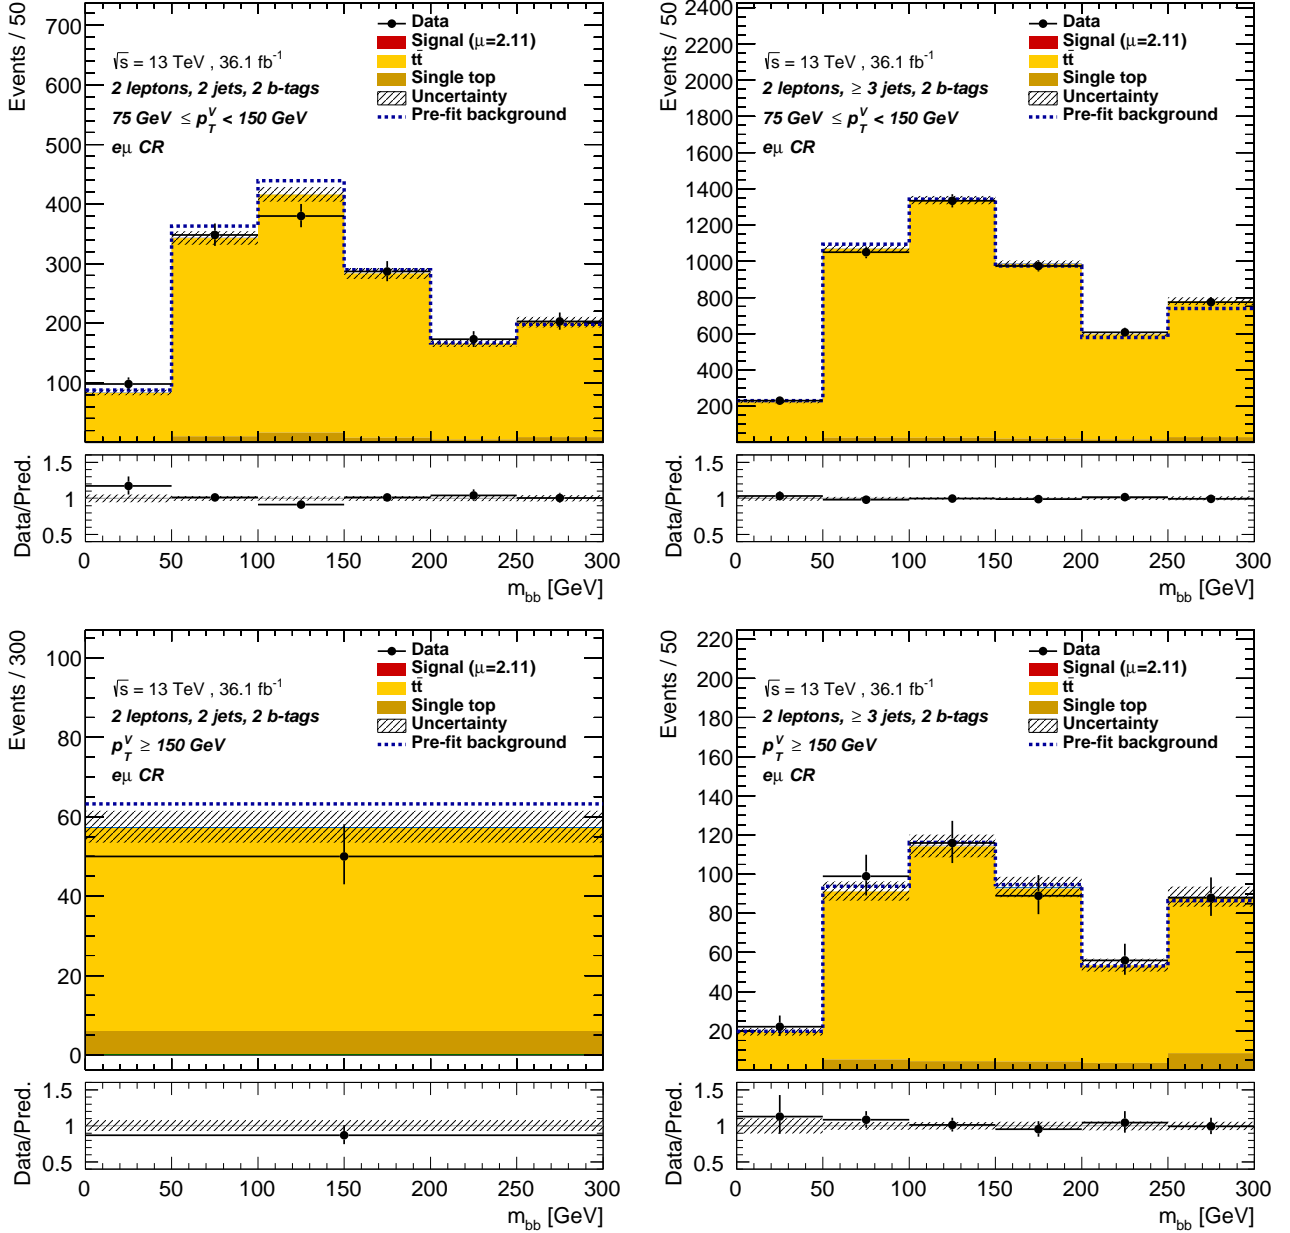 Events / 50
700
600
500
400
300
200
100
√s = 13 TeV , 36.1 fb-1
2 leptons, 2 jets, 2 b-tags
75 GeV ≤ pTV < 150 GeV
eμ CR
Data
Signal (μ=2.11)
tt̄
Single top
Uncertainty
Pre-fit background
Data/Pred.
1.5
1
0.5
0 50 100 150 200 250 300
mbb [GeV]
Events / 50
2400
2200
2000
1800
1600
1400
1200
1000
800
600
400
200
√s = 13 TeV , 36.1 fb-1
2 leptons, ≥ 3 jets, 2 b-tags
75 GeV ≤ pTV < 150 GeV
eμ CR
Data
Signal (μ=2.11)
tt̄
Single top
Uncertainty
Pre-fit background
Data/Pred.
1.5
1
0.5
0 50 100 150 200 250 300
mbb [GeV]
Events / 300
100
80
60
40
20
0
√s = 13 TeV , 36.1 fb-1
2 leptons, 2 jets, 2 b-tags
pTV ≥ 150 GeV
eμ CR
Data
Signal (μ=2.11)
tt̄
Single top
Uncertainty
Pre-fit background
Data/Pred.
1.5
1
0.5
0 50 100 150 200 250 300
mbb [GeV]
Events / 50
220
200
180
160
140
120
100
80
60
40
20
√s = 13 TeV , 36.1 fb-1
2 leptons, ≥ 3 jets, 2 b-tags
pTV ≥ 150 GeV
eμ CR
Data
Signal (μ=2.11)
tt̄
Single top
Uncertainty
Pre-fit background
Data/Pred.
1.5
1
0.5
0 50 100 150 200 250 300
mbb [GeV]